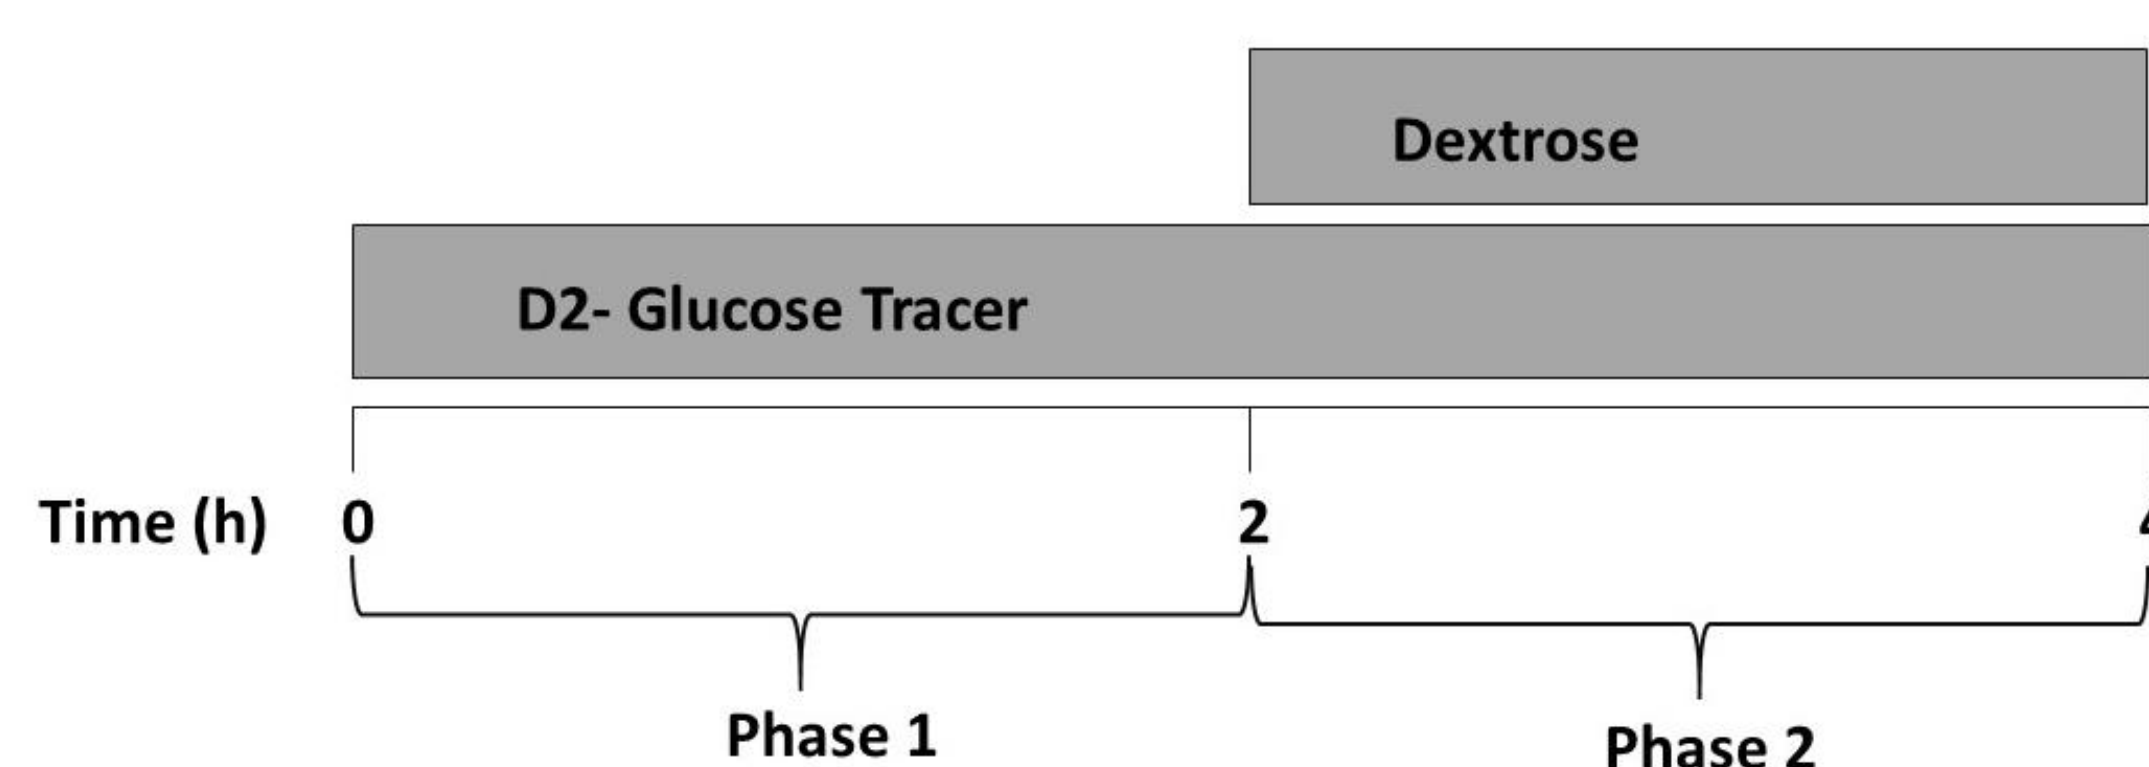 Dextrose
D2- Glucose Tracer
Time (h) 0 2
Phase 1
Phase 2